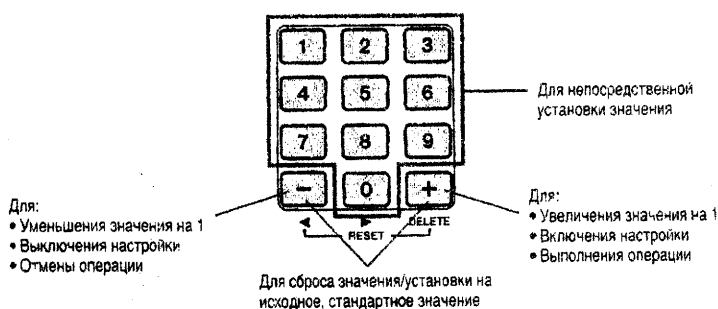 1 2 3
4 5 6
7 8 9
− 0 +
◄ ► DELETE
RESET
Для непосредственной
установки значения
Для:
• Уменьшения значения на 1
• Выключения настройки
• Отмены операции
Для:
• Увеличения значения на 1
• Включения настройки
• Выполнения операции
Для сброса значения/установки на
исходное, стандартное значение